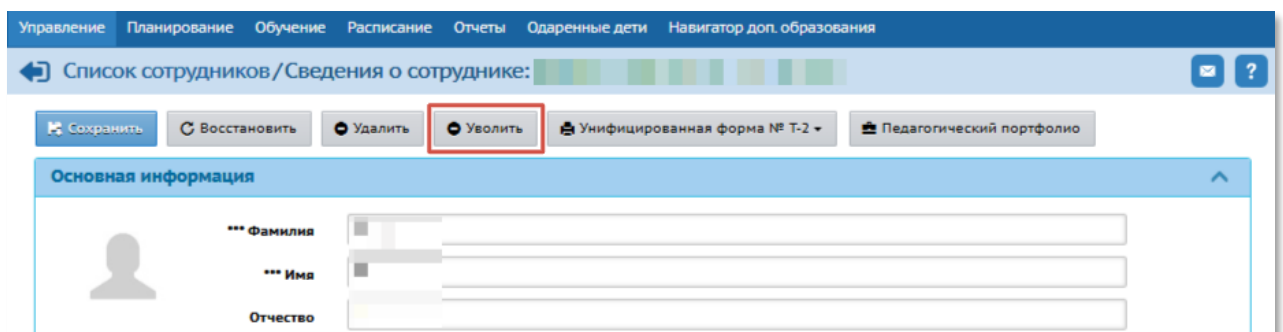 Управление Планирование Обучение Расписание Отчеты Одаренные дети Навигатор доп. образования
Список сотрудников/Сведения о сотруднике:
?
Сохранить Восстановить Удалить Уволить Унифицированная форма № Т-2 Педагогический портфолио
Основная информация
*** Фамилия
*** Имя
Отчество